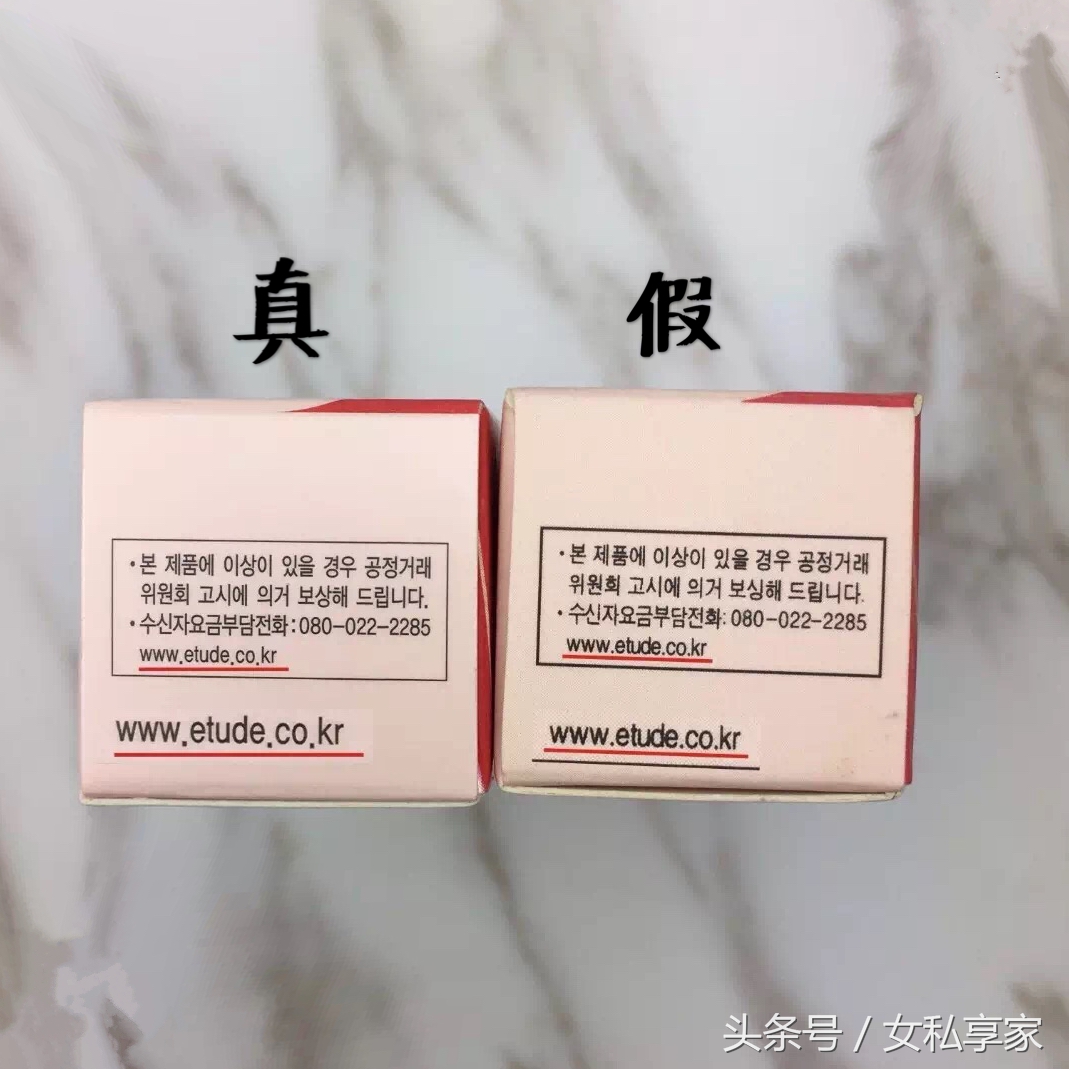 真
假
·본 제품에 이상이 있을 경우 공정거래
위원회 고시에 의거 보상해 드립니다.
·수신자요금부담전화:080-022-2285
www.etude.co.kr
www.etude.co.kr
·본 제품에 이상이 있을 경우 공정거래
위원회 고시에 의거 보싱해 드립니다.
·수신자요금부담전화:080-022-2285
www.etude.co.kr
www.etude.co.kr
头条号 / 女私享家